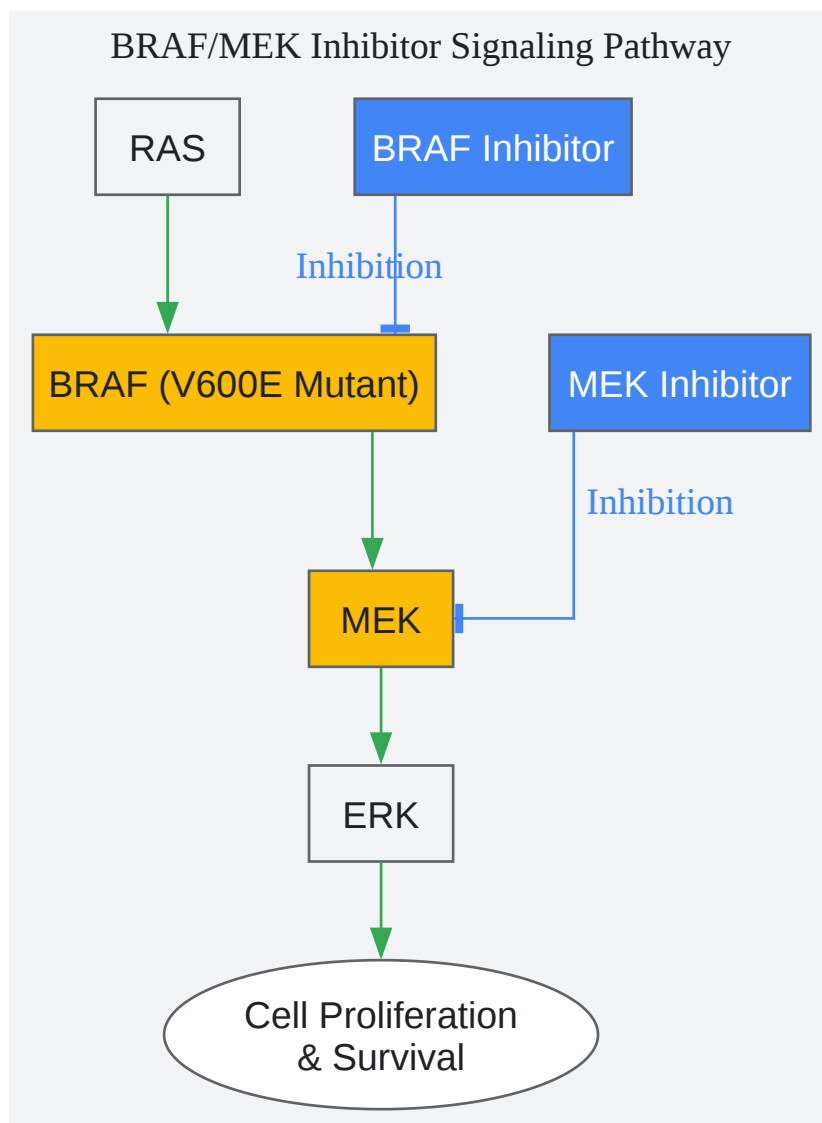 BRAF/MEK Inhibitor Signaling Pathway
RAS
BRAF Inhibitor
Inhibition
BRAF (V600E Mutant)
MEK Inhibitor
Inhibition
MEK
ERK
Cell Proliferation
& Survival